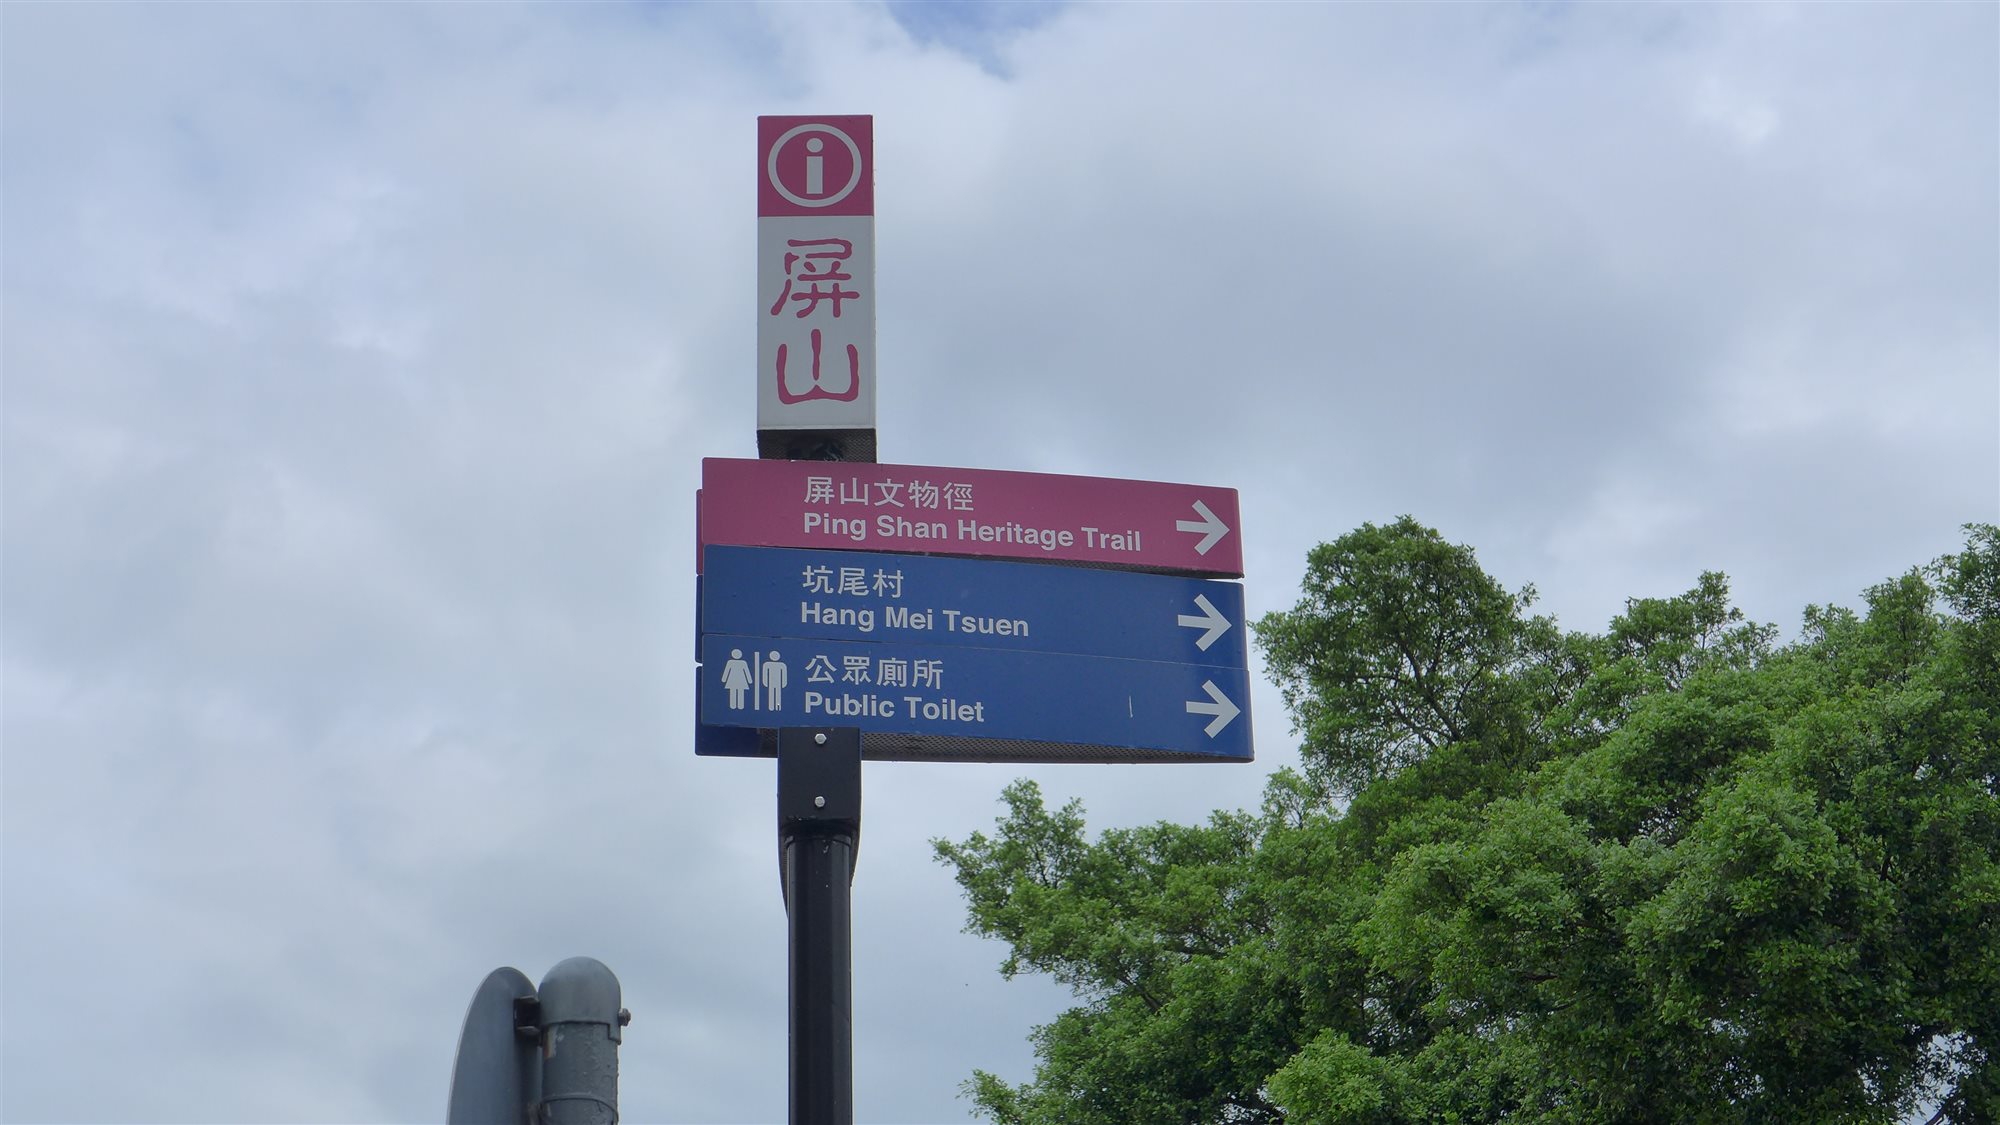 i
屏山
屏山文物徑
Ping Shan Heritage Trail
坑尾村
Hang Mei Tsuen
公眾廁所
Public Toilet